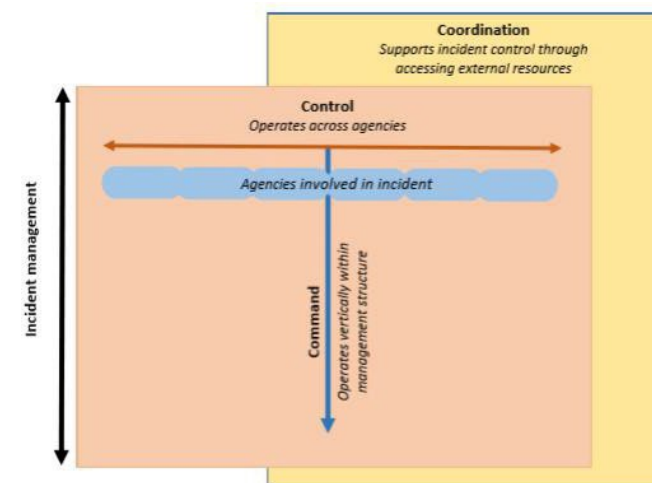 Coordination
Supports incident control through
accessing external resources
Control
Operates across agencies
Agencies involved in incident
Incident management
Command
Operates vertically within
management structure